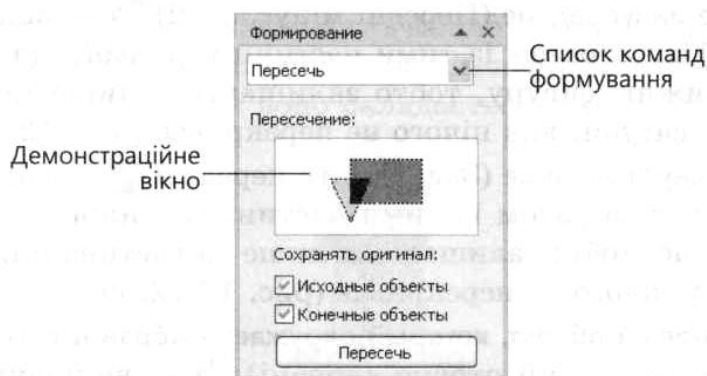 Формирование
Пересечь
Список команд
формування
Пересечение:
Демонстраційне
вікно
Сохранять оригинал:
Исходные объекты
Конечные объекты
Пересечь